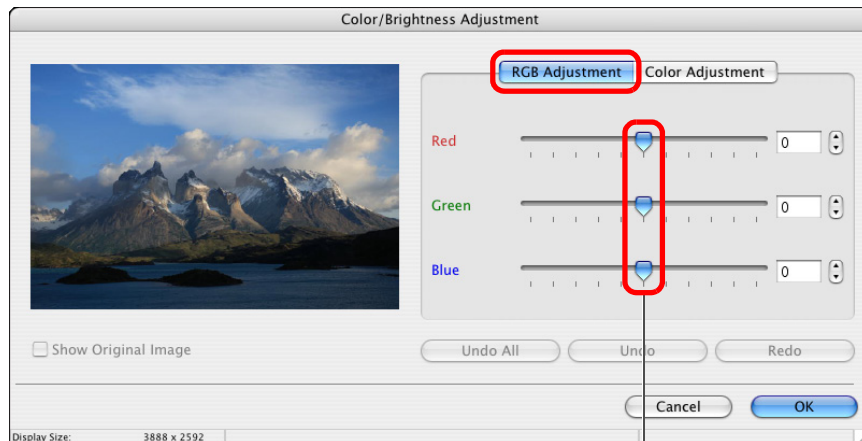 Color/Brightness Adjustment
RGB Adjustment Color Adjustment
Red 0
Green 0
Blue 0
Show Original Image
Undo All Undo Redo
Cancel OK
Display Size: 3888 x 2592